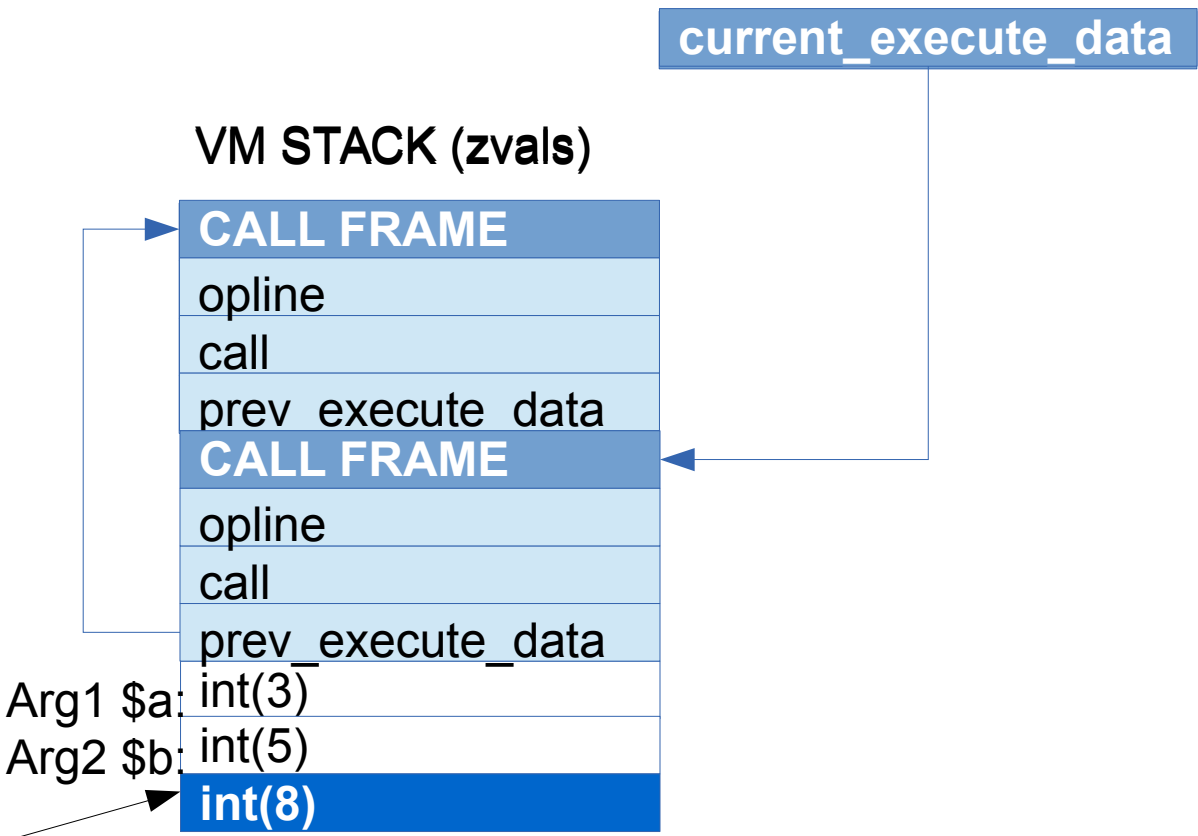 current_execute_data
VM STACK (zvals)
CALL FRAME
opline
call
prev_execute_data
CALL FRAME
opline
call
prev_execute_data
Arg1 $a: int(3)
Arg2 $b: int(5)
int(8)